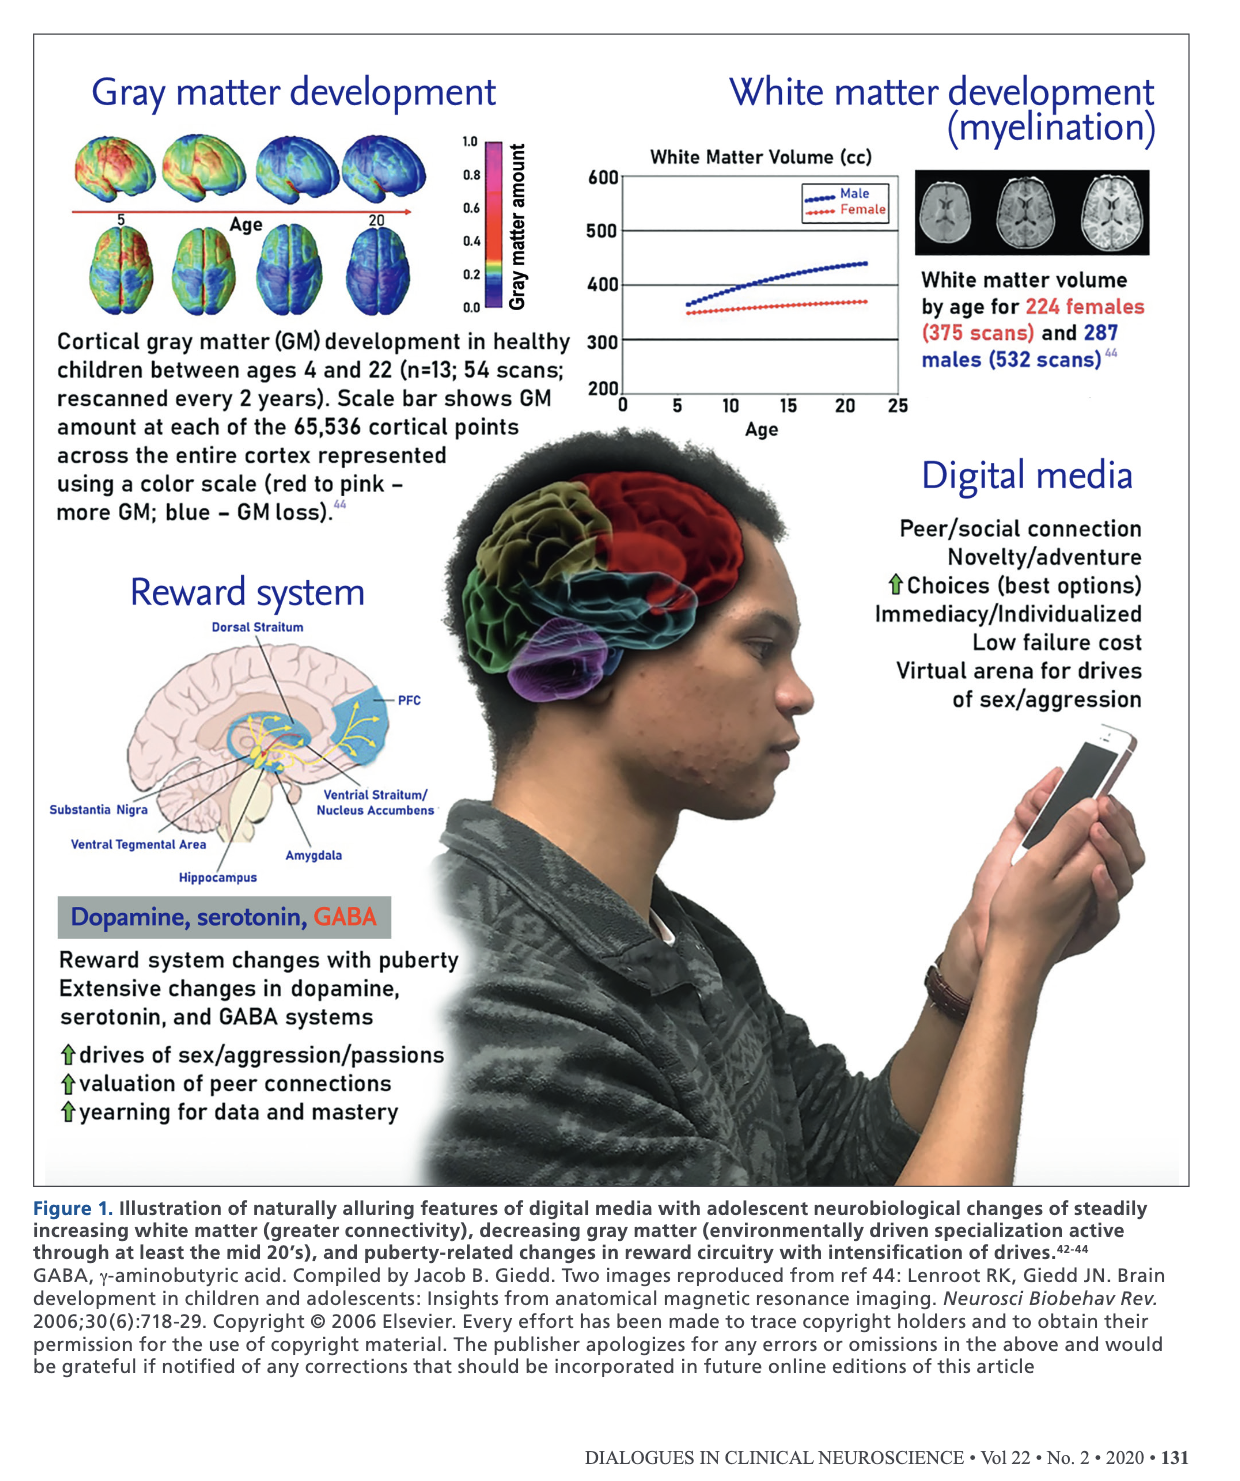 Gray matter development
5
Age
20
1.0
0.8
0.6
0.4
0.2
0.0
Gray matter amount
Cortical gray matter (GM) development in healthy
children between ages 4 and 22 (n=13; 54 scans;
rescanned every 2 years). Scale bar shows GM
amount at each of the 65,536 cortical points
across the entire cortex represented
using a color scale (red to pink –
more GM; blue – GM loss).44
White matter development
(myelination)
White Matter Volume (cc)
600
500
400
300
200
0 5 10 15 20 25
Age
Male
Female
White matter volume
by age for 224 females
(375 scans) and 287
males (532 scans) 44
Digital media
Peer/social connection
Novelty/adventure
Choices (best options)
Immediacy/Individualized
Low failure cost
Virtual arena for drives
of sex/aggression
Reward system
Dorsal Straitum
PFC
Ventrial Straitum/
Nucleus Accumbens
Substantia Nigra
Ventral Tegmental Area
Amygdala
Hippocampus
Dopamine, serotonin, GABA
Reward system changes with puberty
Extensive changes in dopamine,
serotonin, and GABA systems
drives of sex/aggression/passions
valuation of peer connections
yearning for data and mastery
Figure 1. Illustration of naturally alluring features of digital media with adolescent neurobiological changes of steadily
increasing white matter (greater connectivity), decreasing gray matter (environmentally driven specialization active
through at least the mid 20’s), and puberty-related changes in reward circuitry with intensification of drives.42-44
GABA, γ-aminobutyric acid. Compiled by Jacob B. Giedd. Two images reproduced from ref 44: Lenroot RK, Giedd JN. Brain
development in children and adolescents: Insights from anatomical magnetic resonance imaging. Neurosci Biobehav Rev.
2006;30(6):718-29. Copyright © 2006 Elsevier. Every effort has been made to trace copyright holders and to obtain their
permission for the use of copyright material. The publisher apologizes for any errors or omissions in the above and would
be grateful if notified of any corrections that should be incorporated in future online editions of this article
DIALOGUES IN CLINICAL NEUROSCIENCE • Vol 22 • No. 2 • 2020 • 131